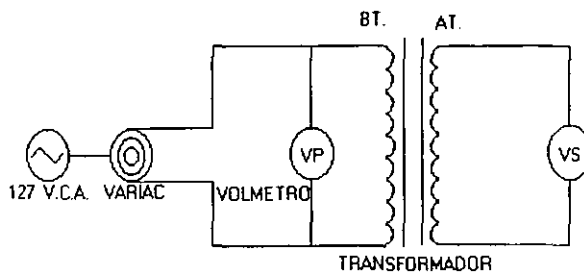 BT. AT.
VP
VS
127 V.C.A. VARIAC VOLMETRO
TRANSFORMADOR